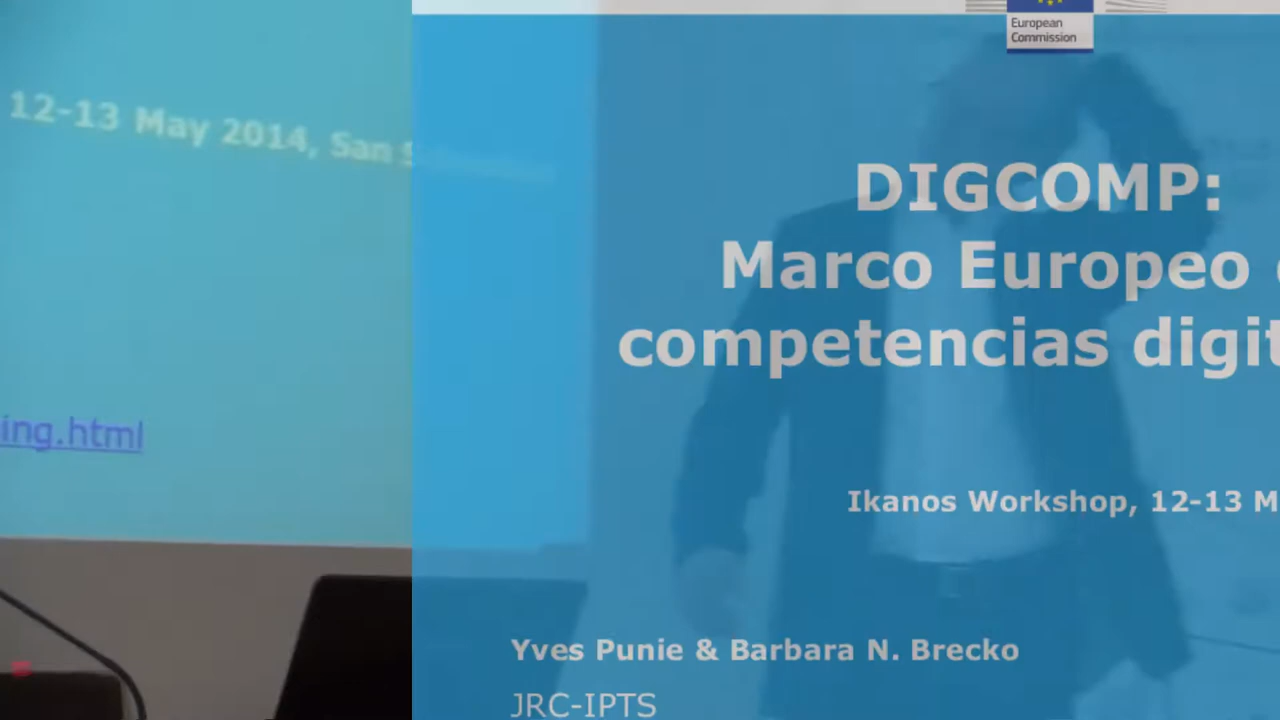 12-13 May 2014, San
ing.html
European
Commission
DIGCOMP:
Marco Europeo
competencias digit
Ikanos Workshop, 12-13 M
Yves Punie & Barbara N. Brecko
JRC-IPTS